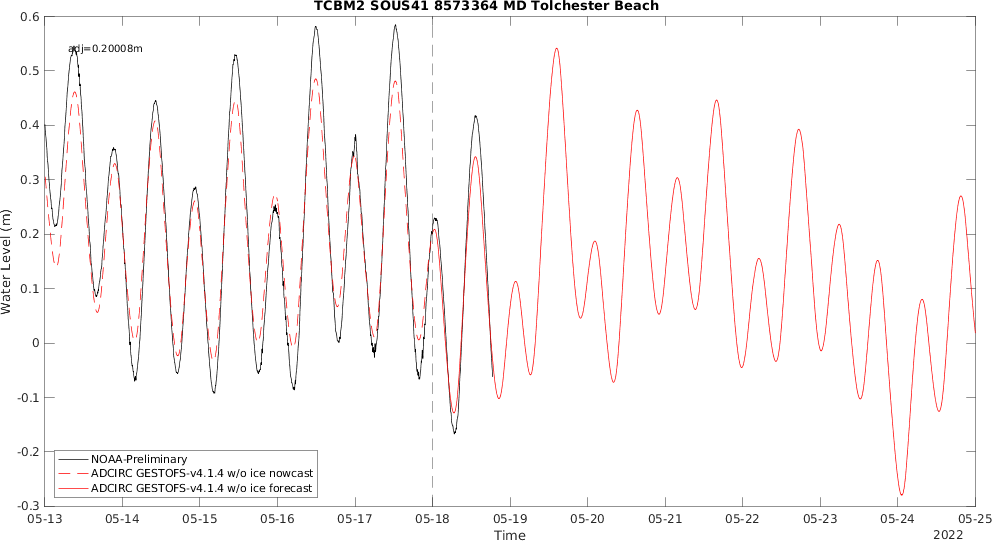 TCBM2 SOUS41 8573364 MD Tolchester Beach
adj=0.20008m
0.6
0.5
0.4
0.3
0.2
0.1
0
-0.1
-0.2
-0.3
Water Level (m)
NOAA-Preliminary
ADCIRC GESTOFS-v4.1.4 w/o ice nowcast
ADCIRC GESTOFS-v4.1.4 w/o ice forecast
05-13 05-14 05-15 05-16 05-17 05-18 05-19 05-20 05-21 05-22 05-23 05-24 05-25
Time
2022